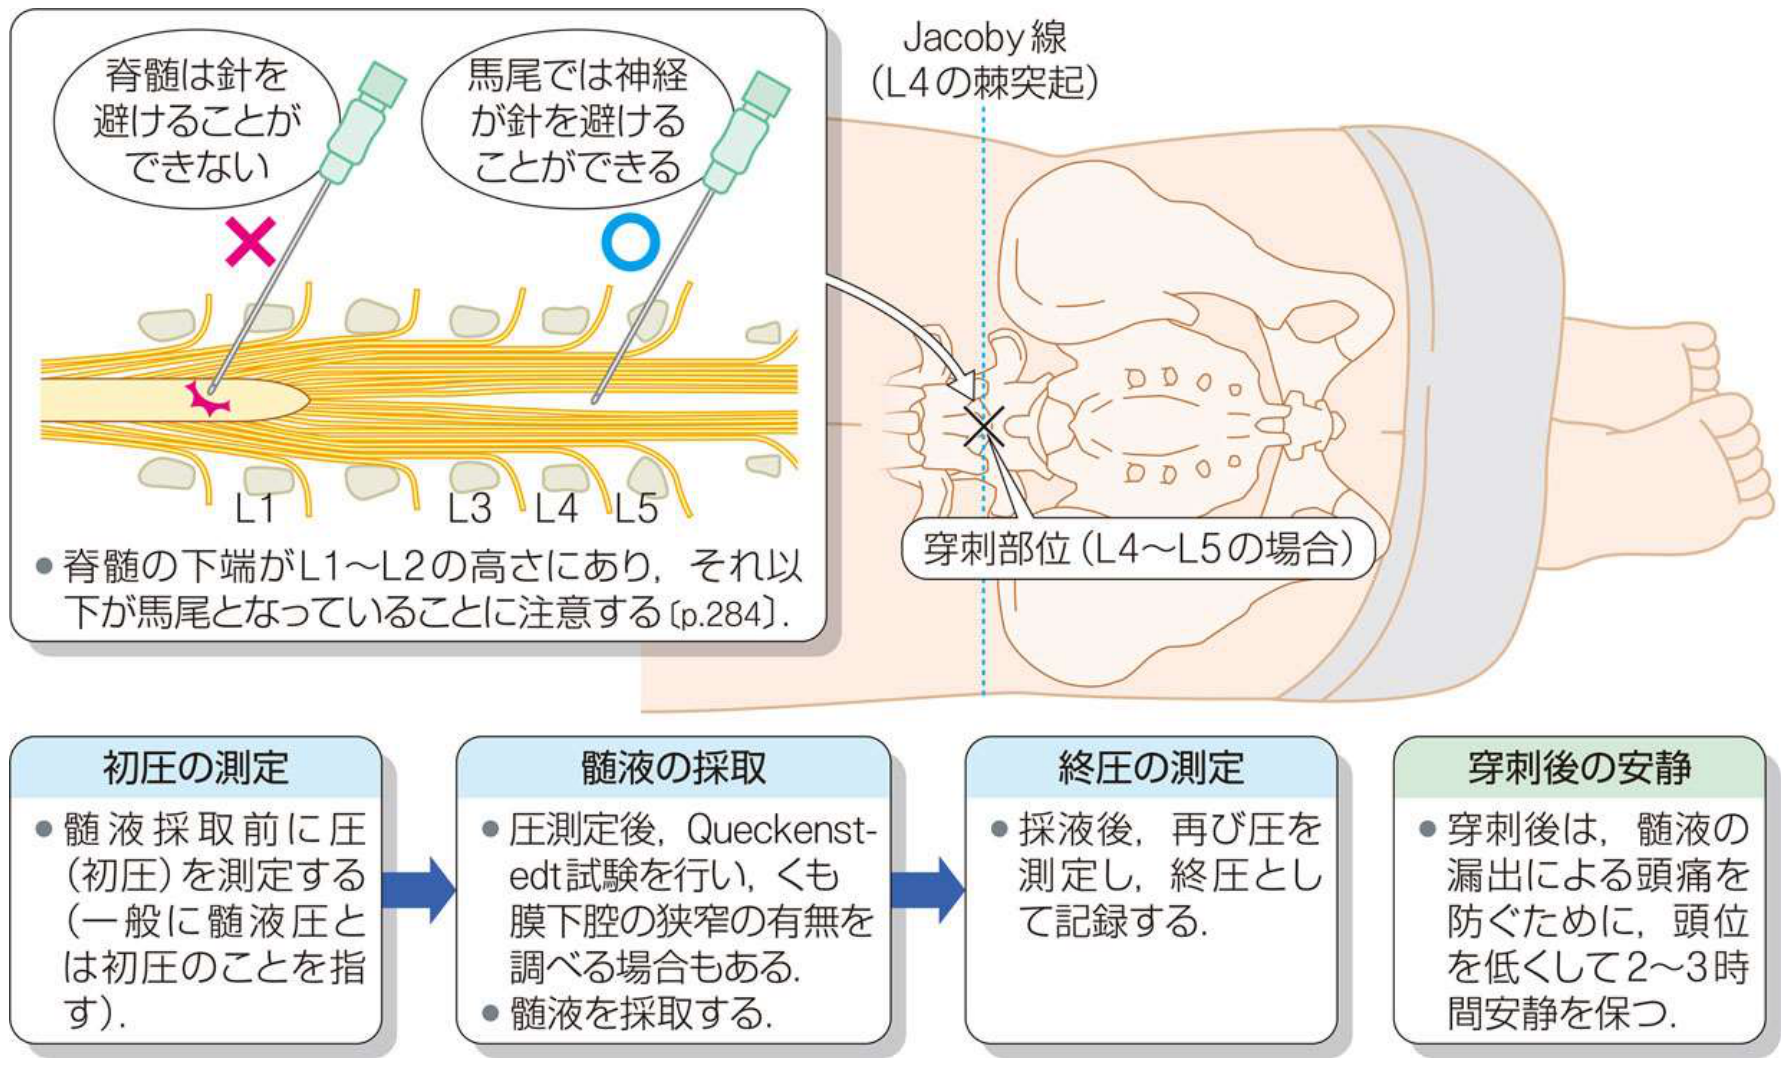 脊髄は針を
避けることが
できない
馬尾では神経
が針を避ける
ことができる
L1
L3
L4
L5
● 脊髄の下端がL1〜L2の高さにあり，それ以
下が馬尾となっていることに注意する〔p.284〕.
Jacoby線
（L4の棘突起）
穿刺部位（L4〜L5の場合）
初圧の測定
● 髄液採取前に圧
（初圧）を測定する
（一般に髄液圧と
は初圧のことを指
す）.
髄液の採取
● 圧測定後，Queckenst-
edt試験を行い，くも
膜下腔の狭窄の有無を
調べる場合もある.
● 髄液を採取する.
終圧の測定
● 採液後，再び圧を
測定し，終圧とし
て記録する.
穿刺後の安静
● 穿刺後は，髄液の
漏出による頭痛を
防ぐために，頭位
を低くして2〜3時
間安静を保つ.